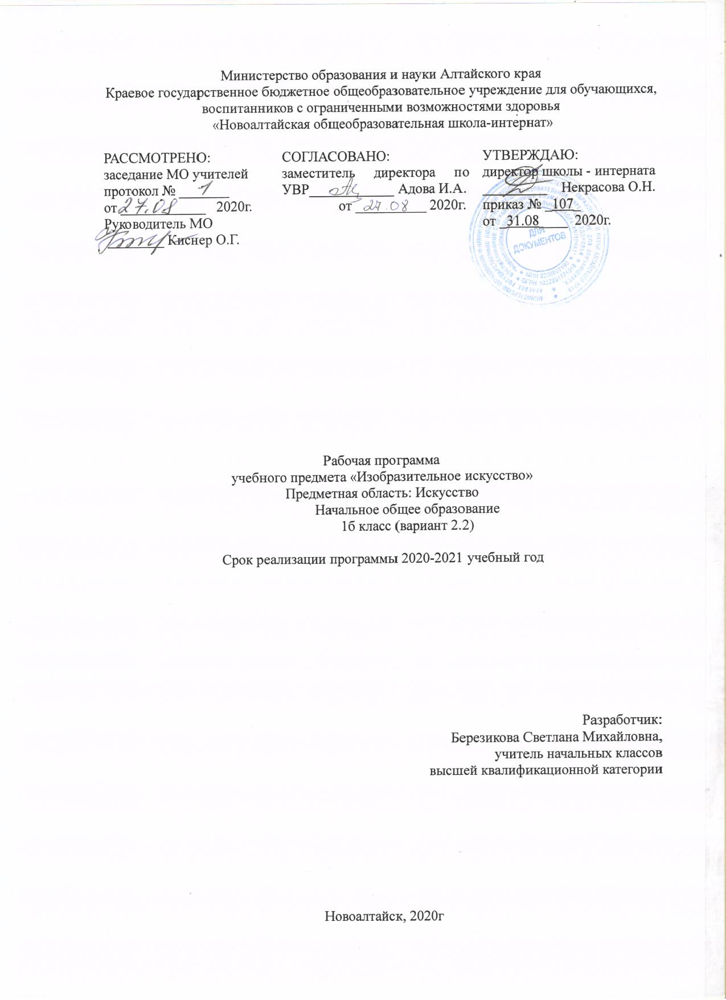 Министерство образования и науки Алтайского края
Краевое государственное бюджетное общеобразовательное учреждение для обучающихся,
воспитанников с ограниченными возможностями здоровья
«Новоалтайская общеобразовательная школа-интернат»
РАССМОТРЕНО:
заседание МО учителей
протокол № 1
от 27.08 2020г.
Руководитель МО
Киснер О.Г.
СОГЛАСОВАНО:
заместитель директора по
УВР Адова И.А.
от 27.08 2020г.
УТВЕРЖДАЮ:
директор школы - интерната
Некрасова О.Н.
приказ № 107
от 31.08 2020г.
ДЛЯ
ДОКУМЕНТОВ
Рабочая программа
учебного предмета «Изобразительное искусство»
Предметная область: Искусство
Начальное общее образование
1б класс (вариант 2.2)
Срок реализации программы 2020-2021 учебный год
Разработчик:
Березикова Светлана Михайловна,
учитель начальных классов
высшей квалификационной категории
Новоалтайск, 2020г